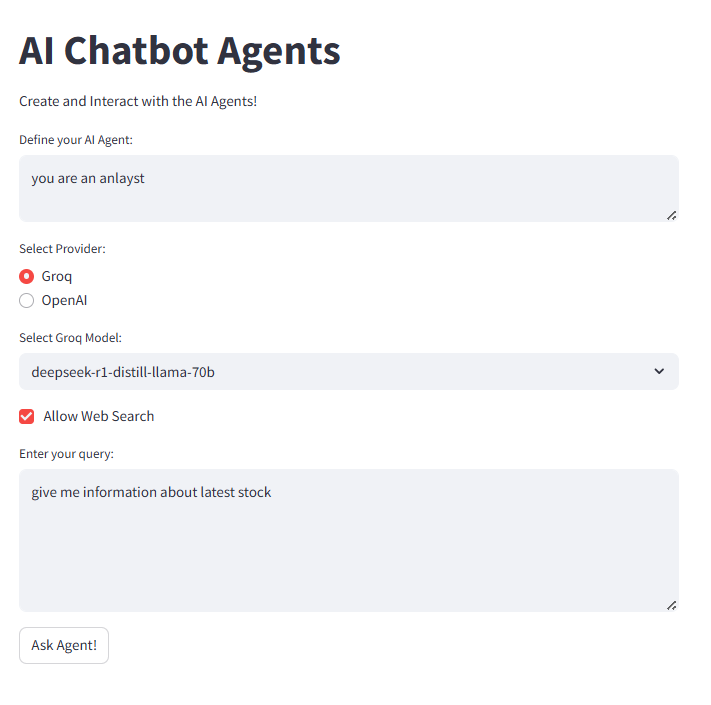 AI Chatbot Agents
Create and Interact with the AI Agents!
Define your AI Agent:
you are an anlayst
Select Provider:
Groq
OpenAI
Select Groq Model:
deepseek-r1-distill-llama-70b
Allow Web Search
Enter your query:
give me information about latest stock
Ask Agent!